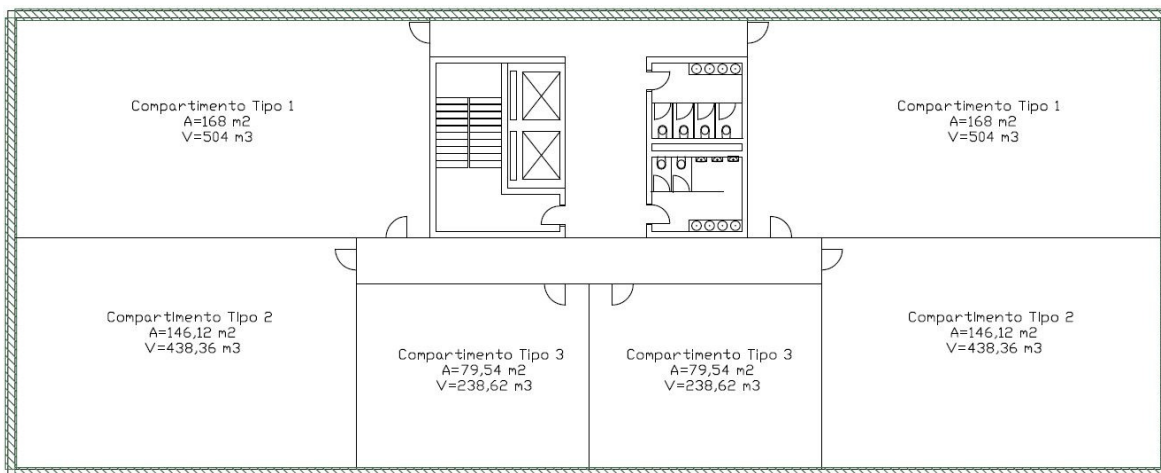 Compartimento Tipo 1
A=168 m2
V=504 m3
Compartimento Tipo 1
A=168 m2
V=504 m3
Compartimento Tipo 2
A=146,12 m2
V=438,36 m3
Compartimento Tipo 3
A=79,54 m2
V=238,62 m3
Compartimento Tipo 3
A=79,54 m2
V=238,62 m3
Compartimento Tipo 2
A=146,12 m2
V=438,36 m3